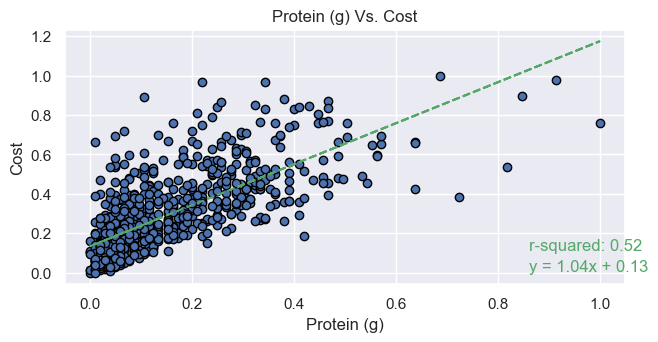 Protein (g) Vs. Cost
1.2
1.0
0.8
0.6
0.4
0.2
0.0
Cost
r-squared: 0.52
y = 1.04x + 0.13
0.0 0.2 0.4 0.6 0.8 1.0
Protein (g)